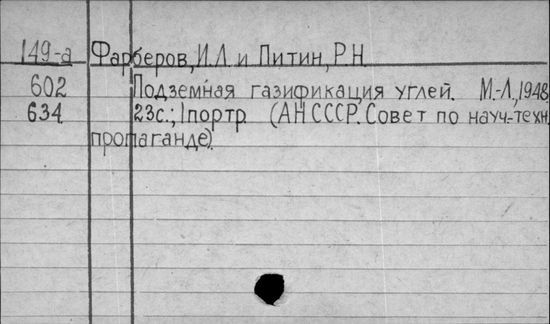 149-а Фарберов, И.Л. и Питин, Р.Н.
602 Подземная газификация углей. М.-Л., 1948
634 23с.; 1портр. (АН СССР. Совет по науч.-техн.
пропаганде).